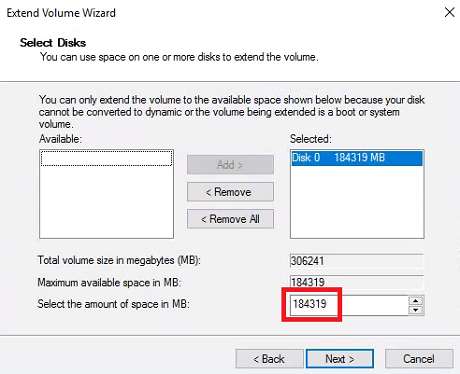 Extend Volume Wizard
Select Disks
You can use space on one or more disks to extend the volume.
You can only extend the volume to the available space shown below because your disk
cannot be converted to dynamic or the volume being extended is a boot or system
volume.
Available:
Selected:
Add >
Disk 0 184319 MB
< Remove
< Remove All
Total volume size in megabytes (MB): 306241
Maximum available space in MB: 184319
Select the amount of space in MB: 184319
< Back
Next >
Cancel